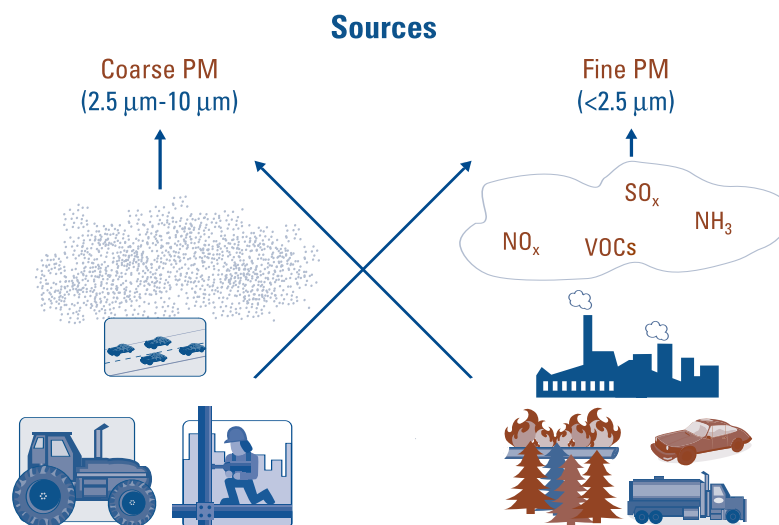 Sources
Coarse PM
(2.5 μm-10 μm)
Fine PM
(<2.5 μm)
SOₓ
NH₃
NOₓ
VOCs